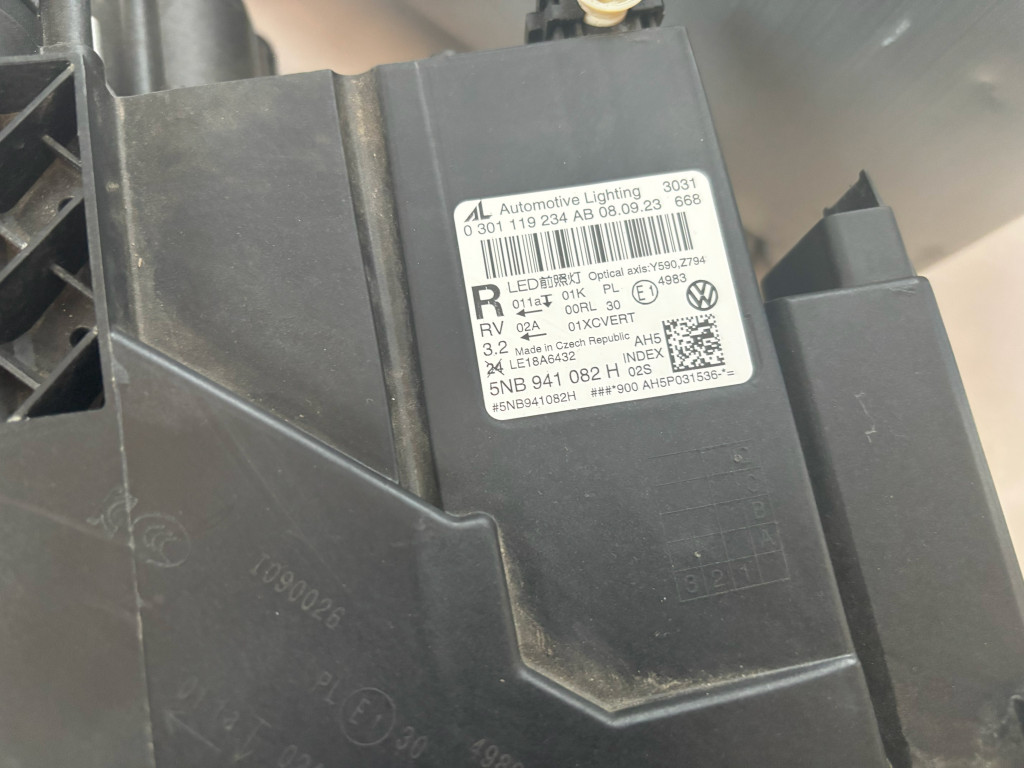 AL Automotive Lighting 3031
0 301 119 234 AB 08.09.23 668
LED前照灯 Optical axis:Y590,Z794
R 011a 01K PL E1 4983
00RL 30
RV 02A 01XCVERT
3.2 Made in Czech Republic AH5
24 LE18A6432 INDEX
5NB 941 082 H 02S
#5NB941082H ###*900 AH5P031536-*=
C
B
A
3 2 1
CCC
1090026
PL E1 30
011a